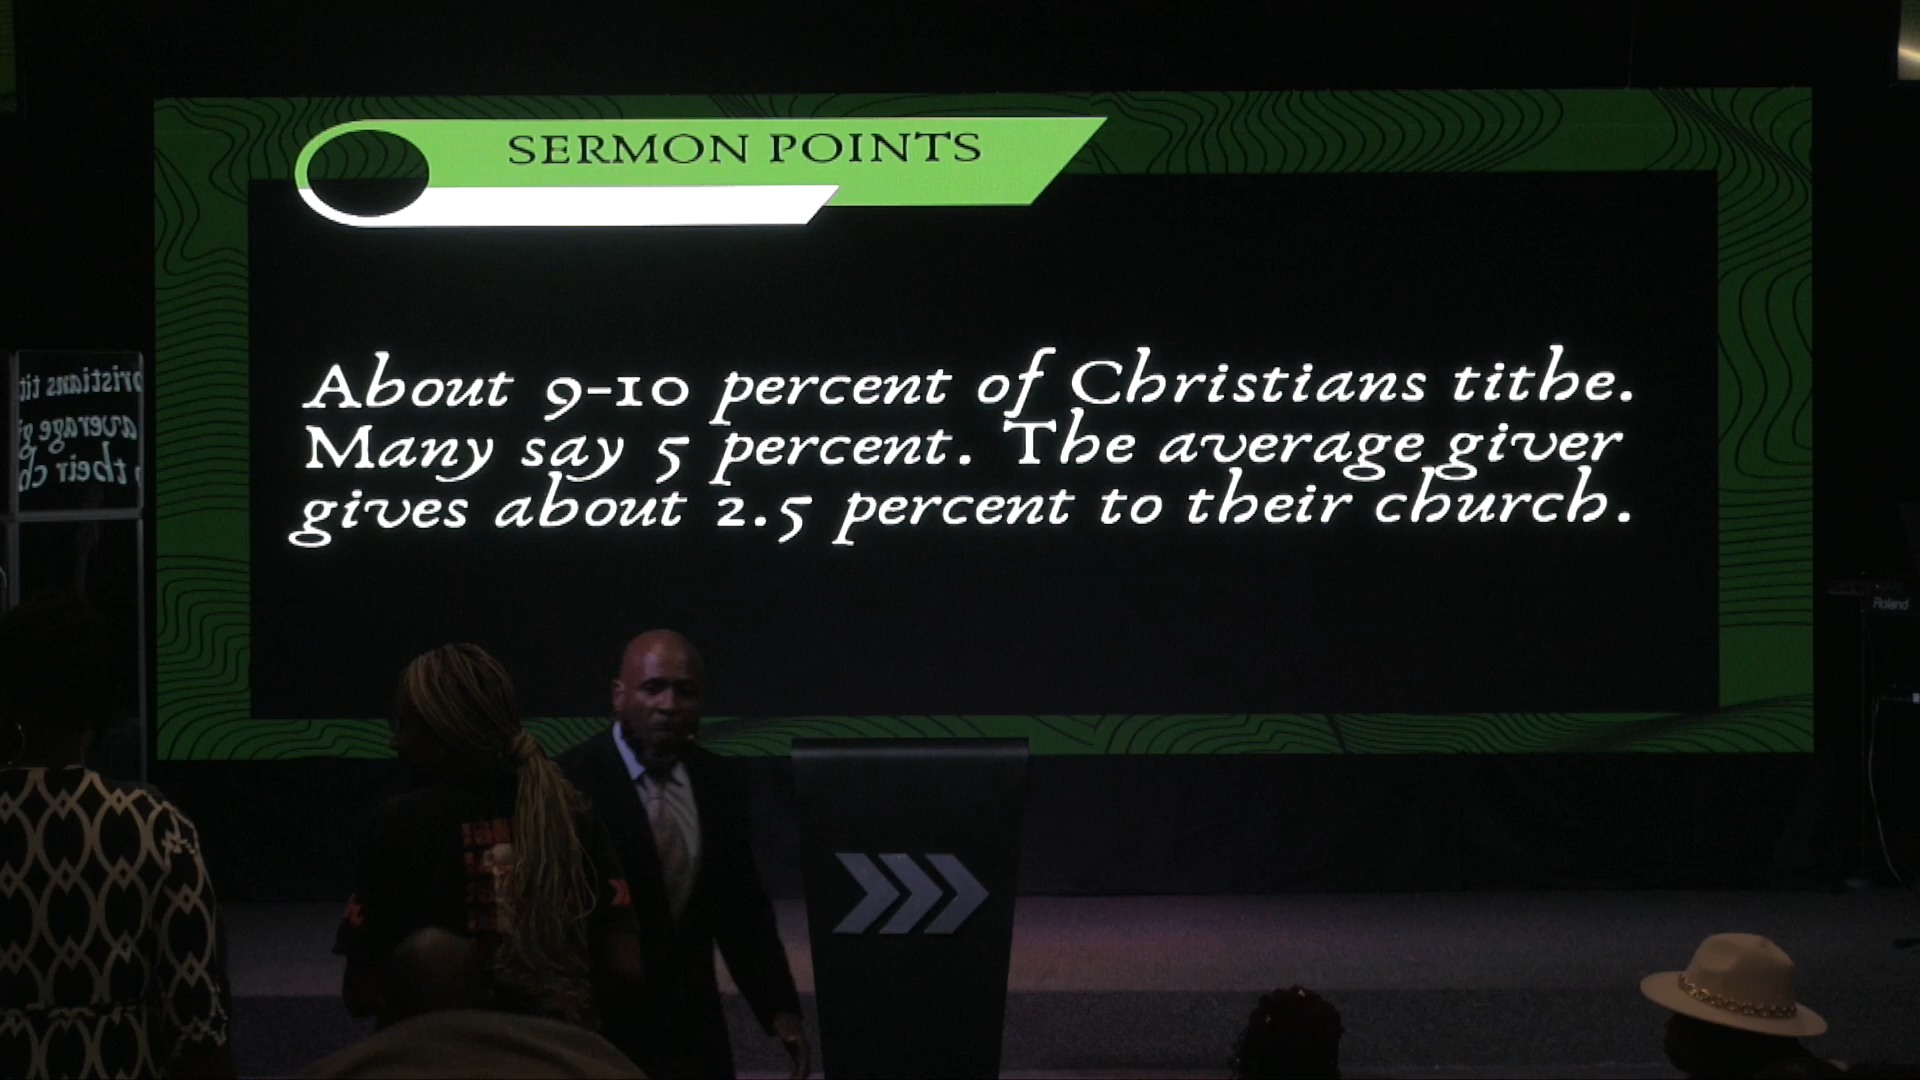 SERMON POINTS
About 9-10 percent of Christians tithe.
Many say 5 percent. The average giver
gives about 2.5 percent to their church.
Roland